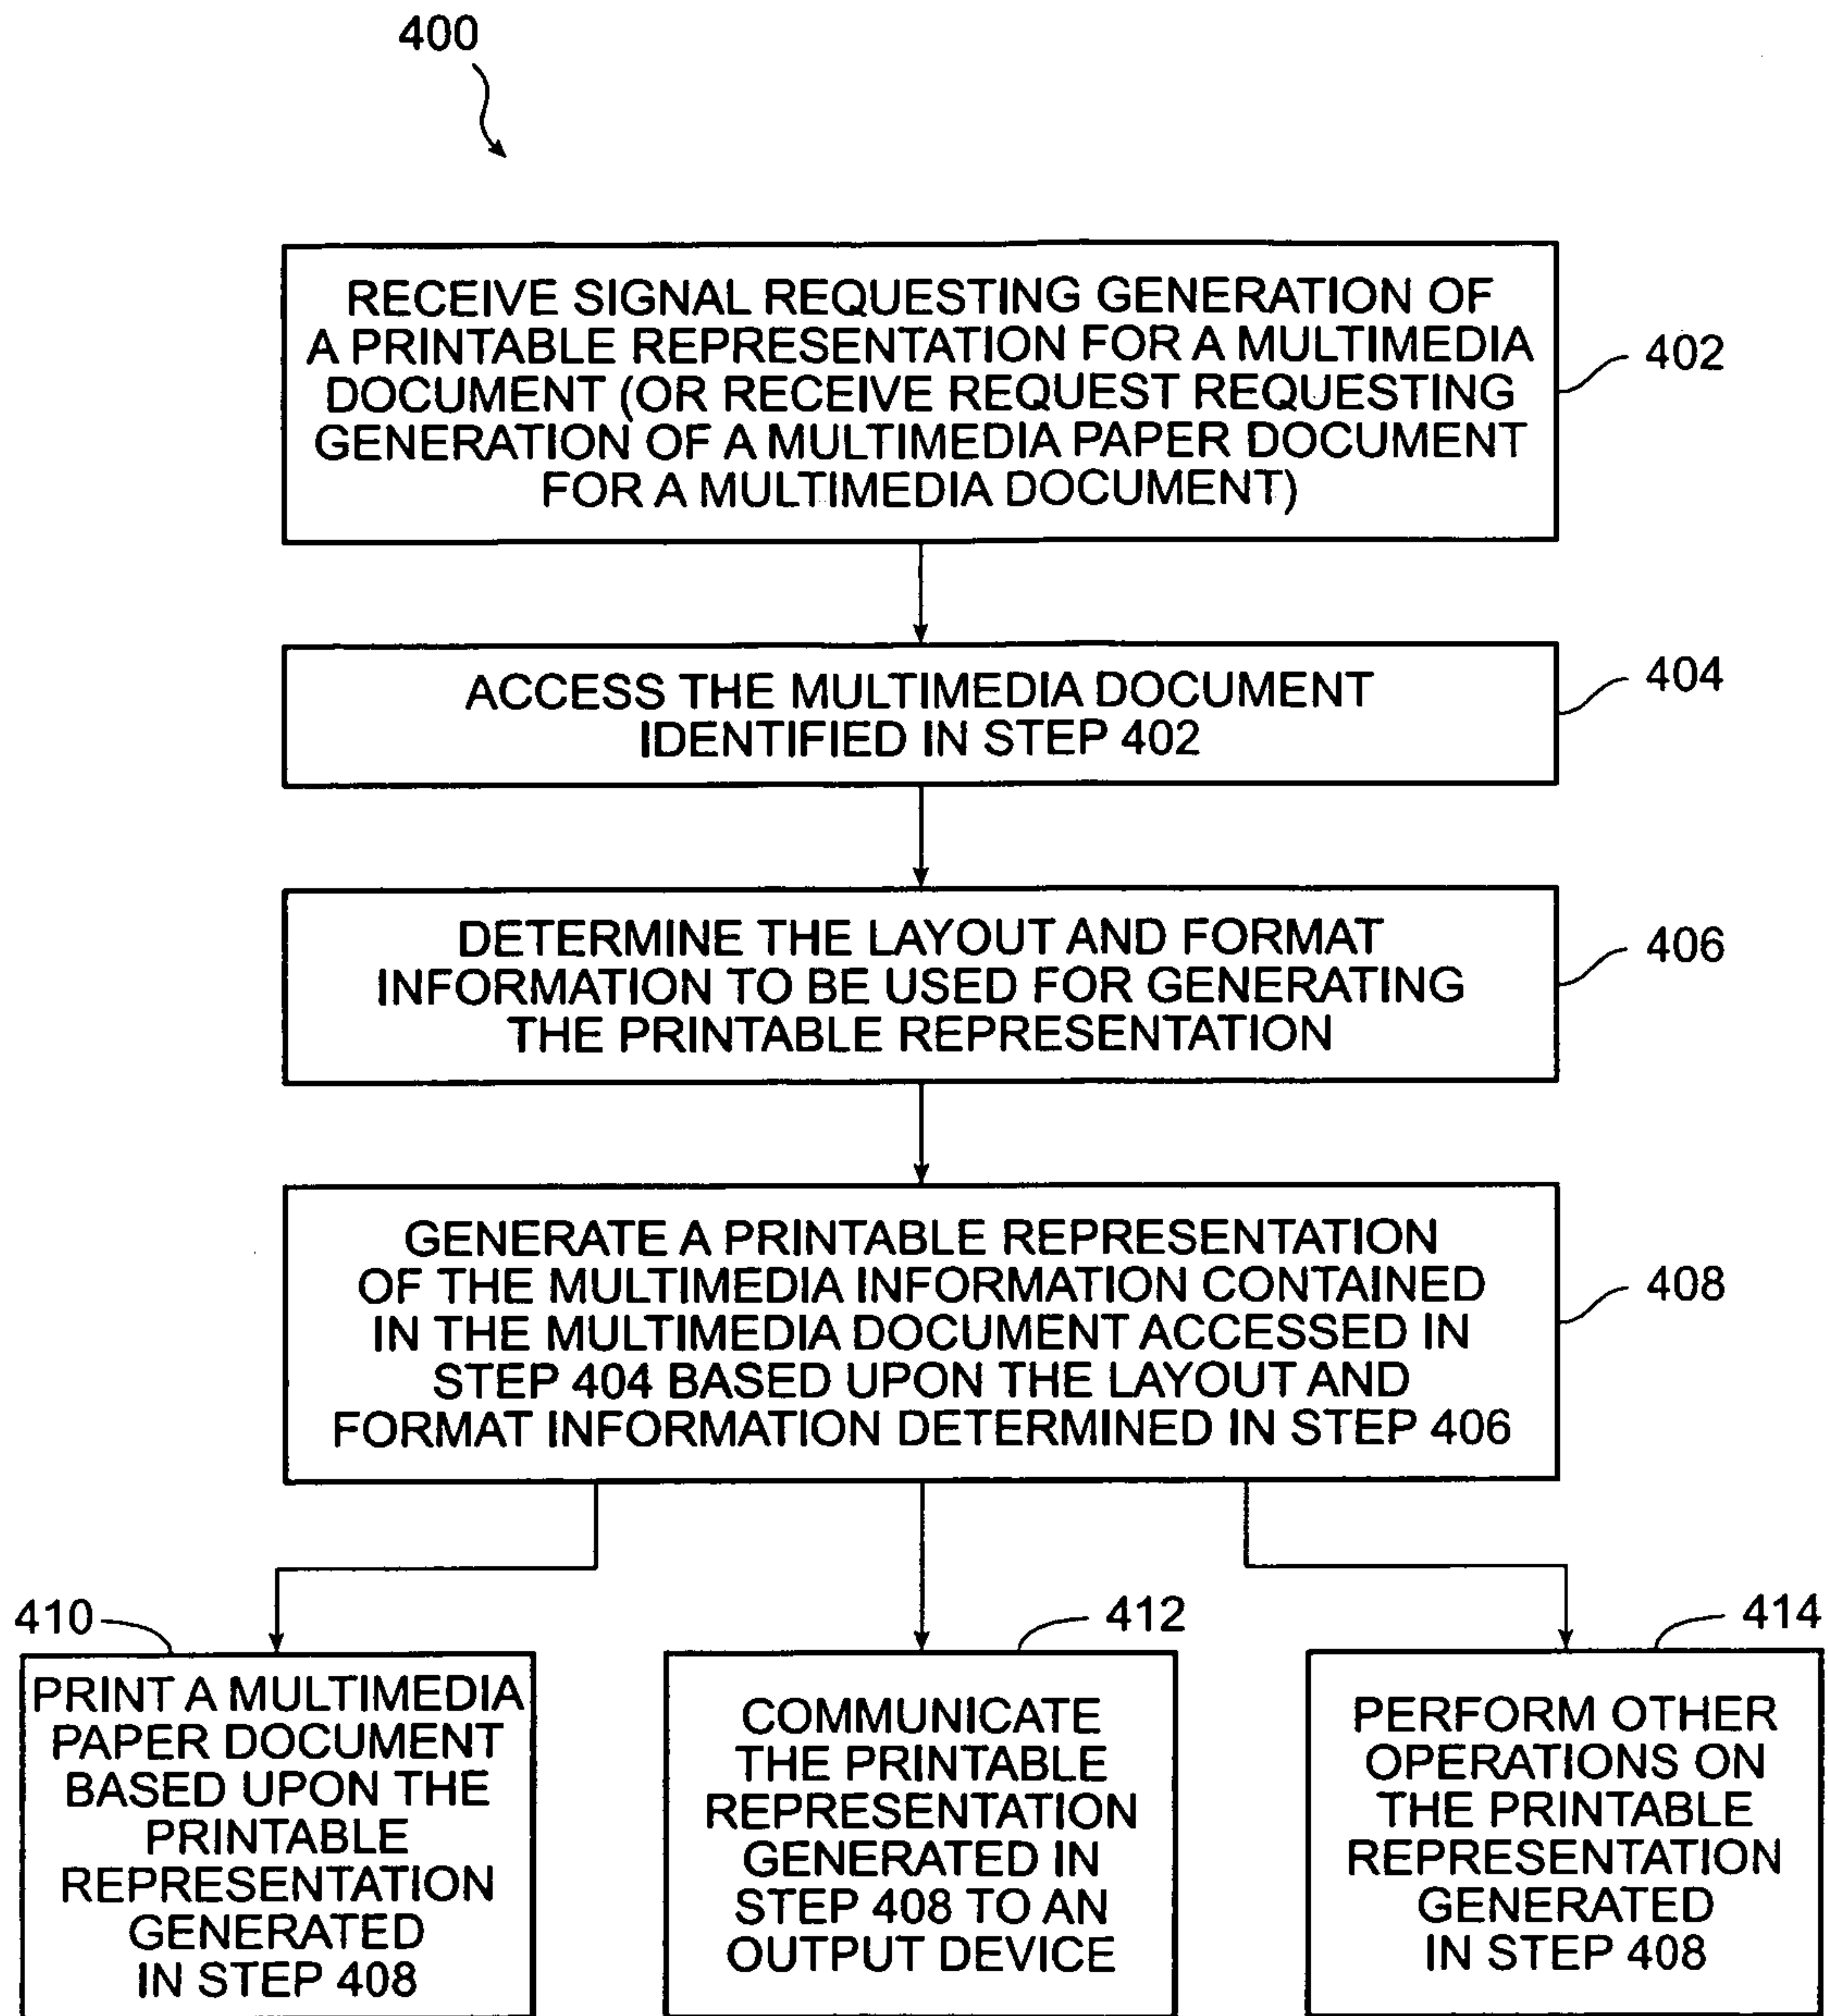 400
RECEIVE SIGNAL REQUESTING GENERATION OF
A PRINTABLE REPRESENTATION FOR A MULTIMEDIA
DOCUMENT (OR RECEIVE REQUEST REQUESTING
GENERATION OF A MULTIMEDIA PAPER DOCUMENT
FOR A MULTIMEDIA DOCUMENT)
402
ACCESS THE MULTIMEDIA DOCUMENT
IDENTIFIED IN STEP 402
404
DETERMINE THE LAYOUT AND FORMAT
INFORMATION TO BE USED FOR GENERATING
THE PRINTABLE REPRESENTATION
406
GENERATE A PRINTABLE REPRESENTATION
OF THE MULTIMEDIA INFORMATION CONTAINED
IN THE MULTIMEDIA DOCUMENT ACCESSED IN
STEP 404 BASED UPON THE LAYOUT AND
FORMAT INFORMATION DETERMINED IN STEP 406
408
410
PRINT A MULTIMEDIA
PAPER DOCUMENT
BASED UPON THE
PRINTABLE
REPRESENTATION
GENERATED
IN STEP 408
412
COMMUNICATE
THE PRINTABLE
REPRESENTATION
GENERATED IN
STEP 408 TO AN
OUTPUT DEVICE
414
PERFORM OTHER
OPERATIONS ON
THE PRINTABLE
REPRESENTATION
GENERATED
IN STEP 408